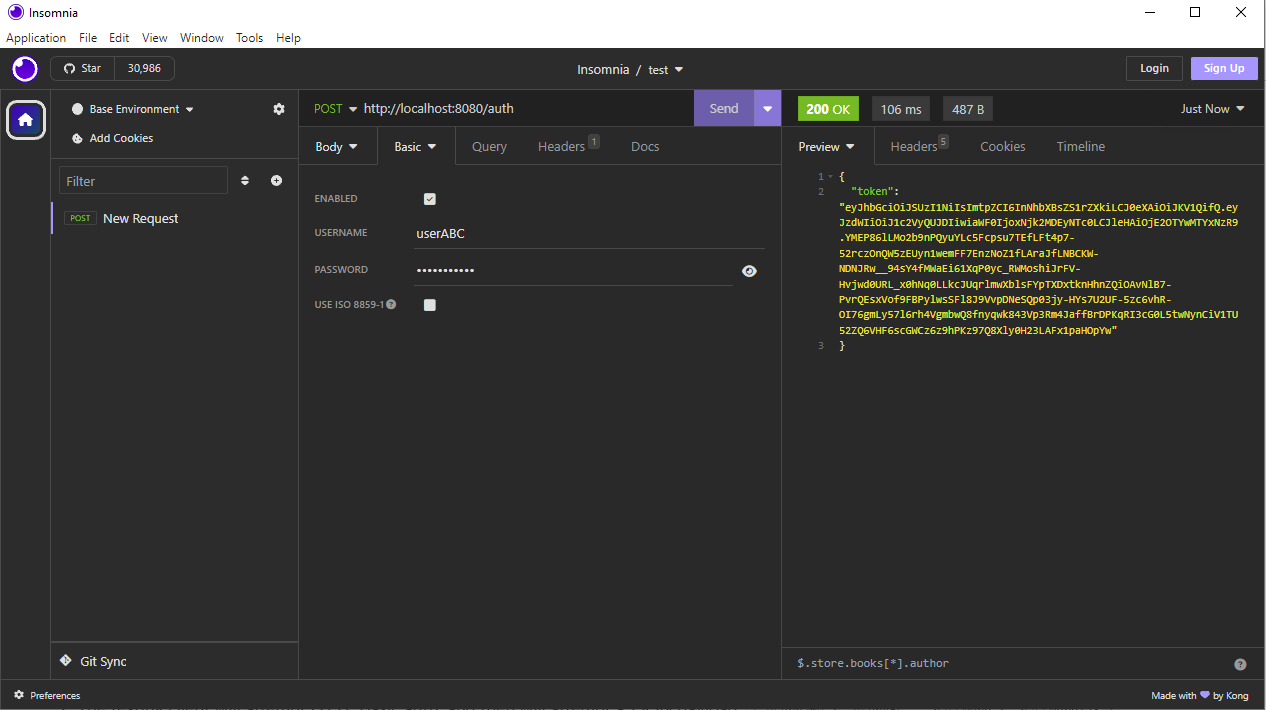 Insomnia
Application File Edit View Window Tools Help
Star 30,986
Insomnia / test
Login Sign Up
Base Environment
Add Cookies
Filter
POST New Request
Git Sync
POST http://localhost:8080/auth Send
Body Basic Query Headers 1 Docs
ENABLED
USERNAME userABC
PASSWORD •••••••••••
USE ISO 8859-1
200 OK 106 ms 487 B Just Now
Preview Headers 5 Cookies Timeline
1 {
2 "token":
"eyJhbGciOiJSUzI1NiIsImtpZCI6InNhbXBsZS1rZXkiLCJ0eXAiOiJKV1QifQ.ey
JzdWIiOiJ1c2VyQUJDIiwiaWF0IjoxNjk2MDEyNTc0LCJleHAiOjE2OTYwMTYxNzR9
.YMEP86lLMo2b9nPQyuYLc5Fcpsu7TEfLFt4p7-
52rczOnQW5zEUyn1wemFF7EnzNoZ1fLAraJfLNBCKW-
NDNJRw__94sY4fMWaEi61XqP0yc_RWMoshiJrFV-
Hvjwd0URL_x0hNq0LLkcJUqrlmwXblsFYpTXDxtknHhnZQiOAvNlB7-
PvrQEsxVof9FBPylwsSFl8J9VvpDNeSQp03jy-HYs7U2UF-5zc6vhR-
OI76gmLy57l6rh4VgmbwQ8fnyqwk843Vp3Rm4JaffBrDPKqRI3cG0L5twNynCiV1TU
52ZQ6VHF6scGWCz6z9hPKz97Q8Xly0H23LAFx1paHOpYw"
3 }
$.store.books[*].author
Preferences
Made with by Kong